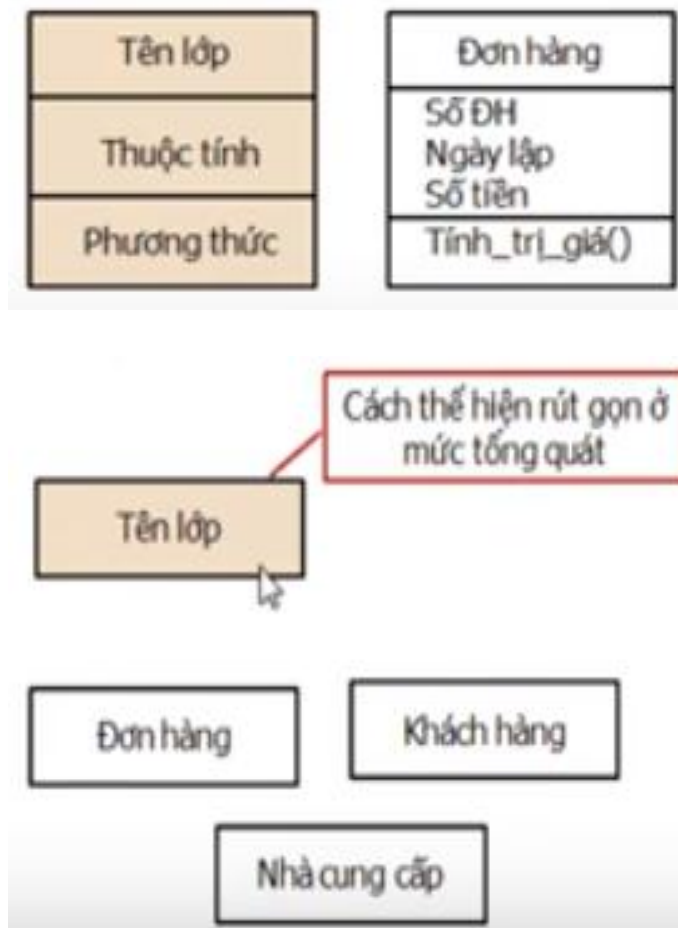 Tên lớp
Thuộc tính
Phương thức
Đơn hàng
Số ĐH
Ngày lập
Số tiền
Tính_trị_giá()
Cách thể hiện rút gọn ở
mức tổng quát
Tên lớp
Đơn hàng
Khách hàng
Nhà cung cấp